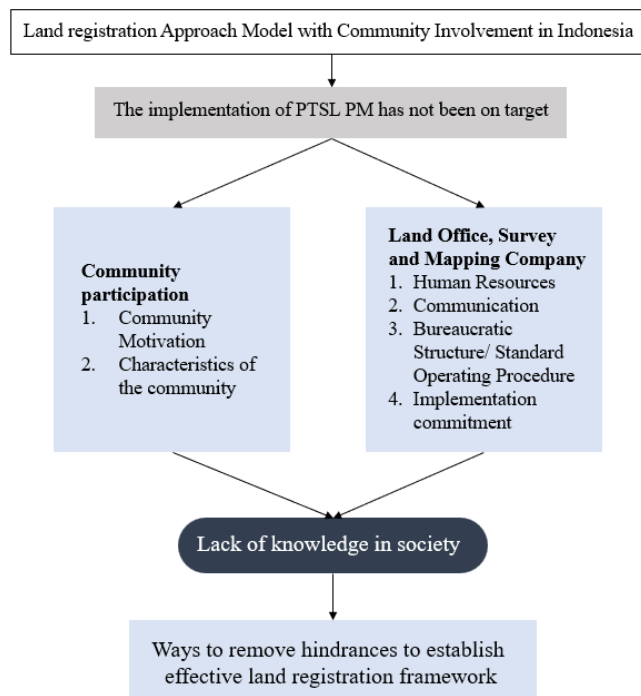 Land registration Approach Model with Community Involvement in Indonesia
The implementation of PTSL PM has not been on target
Community
participation
1. Community
Motivation
2. Characteristics of
the community
Land Office, Survey
and Mapping Company
1. Human Resources
2. Communication
3. Bureaucratic
Structure/ Standard
Operating Procedure
4. Implementation
commitment
Lack of knowledge in society
Ways to remove hindrances to establish
effective land registration framework